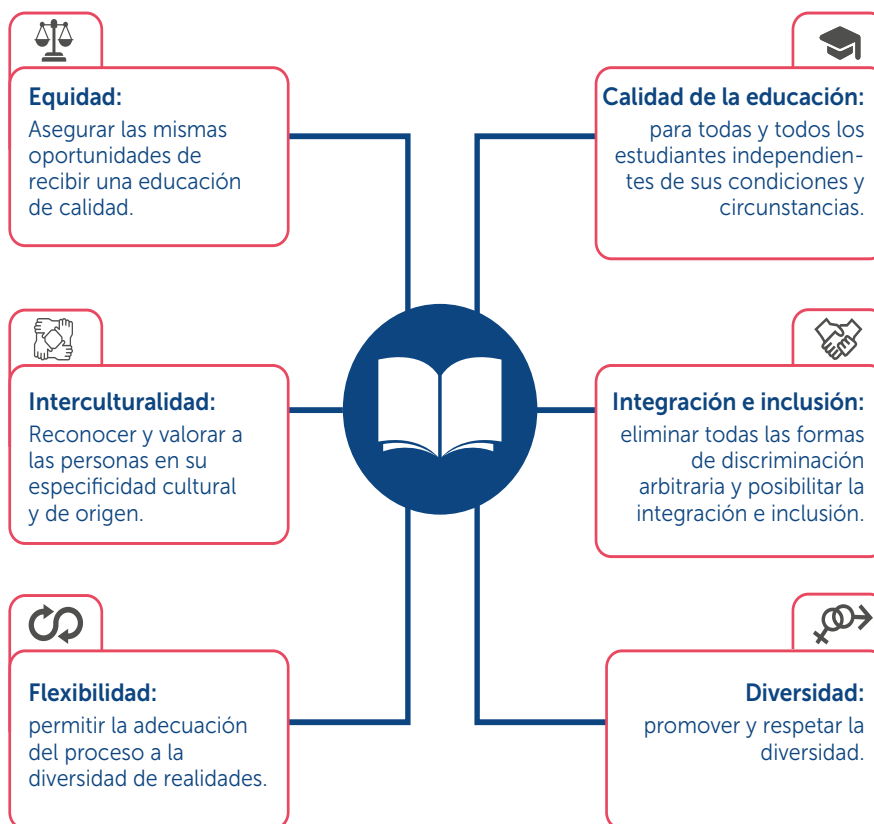 Equidad:
Asegurar las mismas
oportunidades de
recibir una educación
de calidad.
Calidad de la educación:
para todas y todos los
estudiantes independien-
tes de sus condiciones y
circunstancias.
Interculturalidad:
Reconocer y valorar a
las personas en su
especificidad cultural
y de origen.
Integración e inclusión:
eliminar todas las formas
de discriminación
arbitraria y posibilitar la
integración e inclusión.
Flexibilidad:
permitir la adecuación
del proceso a la
diversidad de realidades.
Diversidad:
promover y respetar la
diversidad.